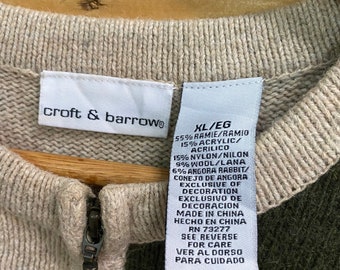 croft & barrow®
XL/EG
55% RAMIE/RAMIO
15% ACRYLIC/
ACRILICO
15% NYLON/NILON
9% WOOL/LANA
6% ANGORA RABBIT/
CONEJO DE ANGORA
EXCLUSIVE OF
DECORATION
EXCLUSIVO DE
DECORACION
MADE IN CHINA
HECHO EN CHINA
RN 73277
SEE REVERSE
FOR CARE
VER AL DORSO
PARA CUIDADO